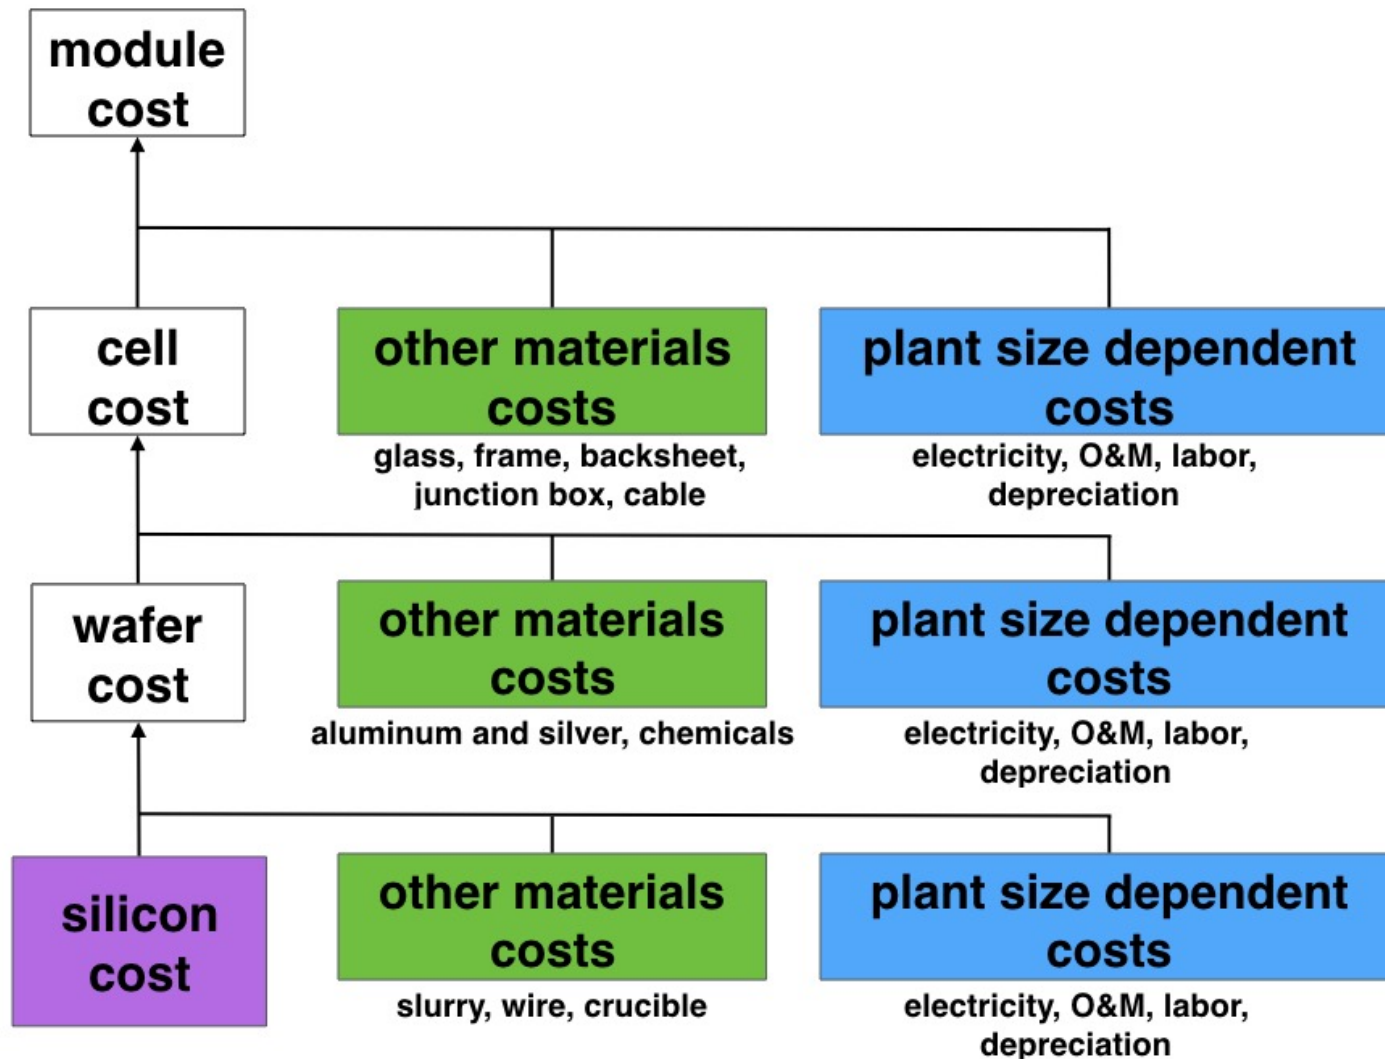 module
cost
cell
cost
other materials
costs
glass, frame, backsheet,
junction box, cable
plant size dependent
costs
electricity, O&M, labor,
depreciation
wafer
cost
other materials
costs
aluminum and silver, chemicals
plant size dependent
costs
electricity, O&M, labor,
depreciation
silicon
cost
other materials
costs
slurry, wire, crucible
plant size dependent
costs
electricity, O&M, labor,
depreciation